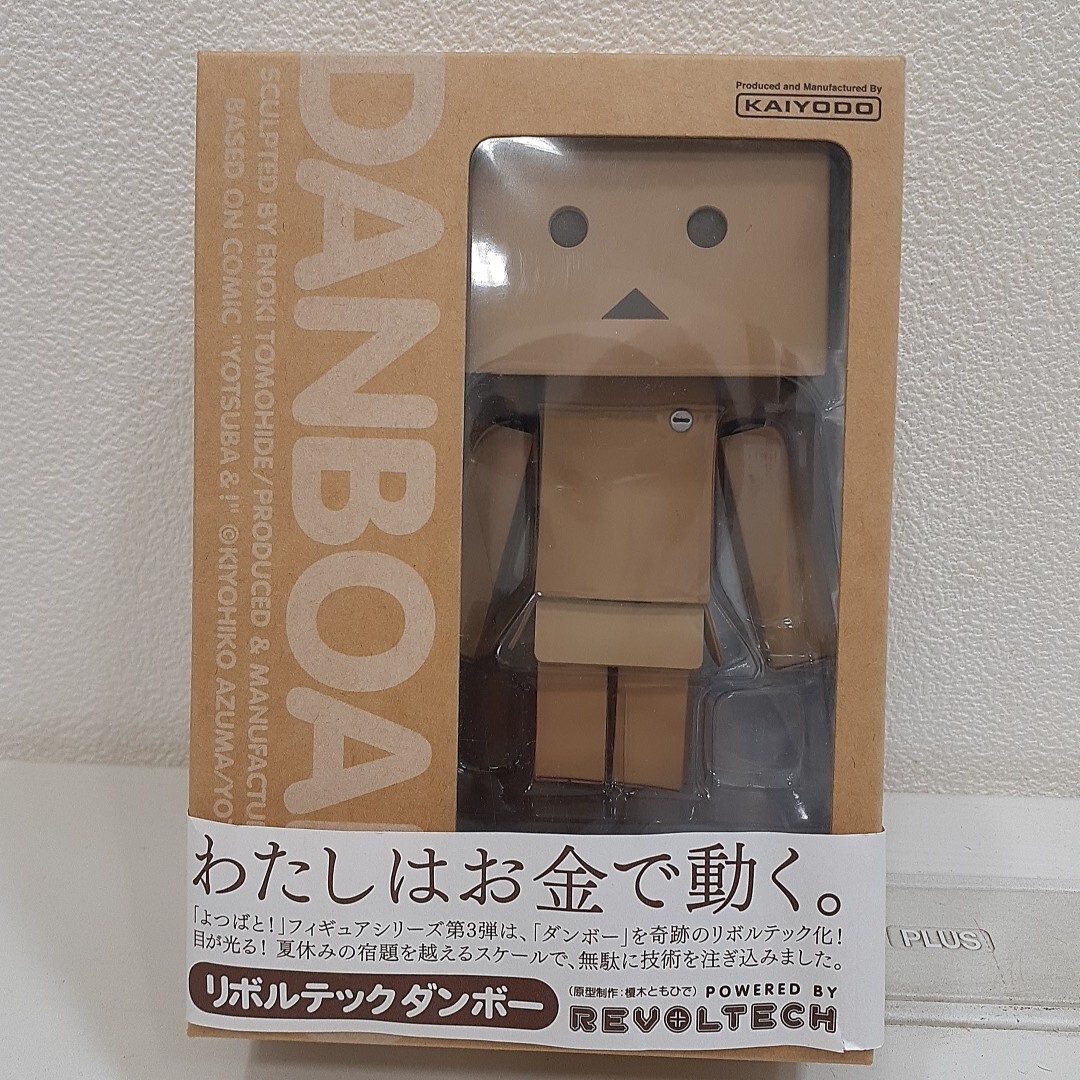 Produced and Manufactured By
KAIYODO
DANBOA
SCULPTED BY ENOKI TOMOHIDE/PRODUCED & MANUFACTU
BASED ON COMIC "YOTSUBA&!" ©KIYOHIKO AZUMA/YO
わたしはお金で動く。
「よつばと!」フィギュアシリーズ第3弾は、「ダンボー」を奇跡のリボルテック化!
目が光る! 夏休みの宿題を越えるスケールで、無駄に技術を注ぎ込みました。
リボルテックダンボー
(原型制作:榎木ともひで) POWERED BY
REVOLTECH
PLUS